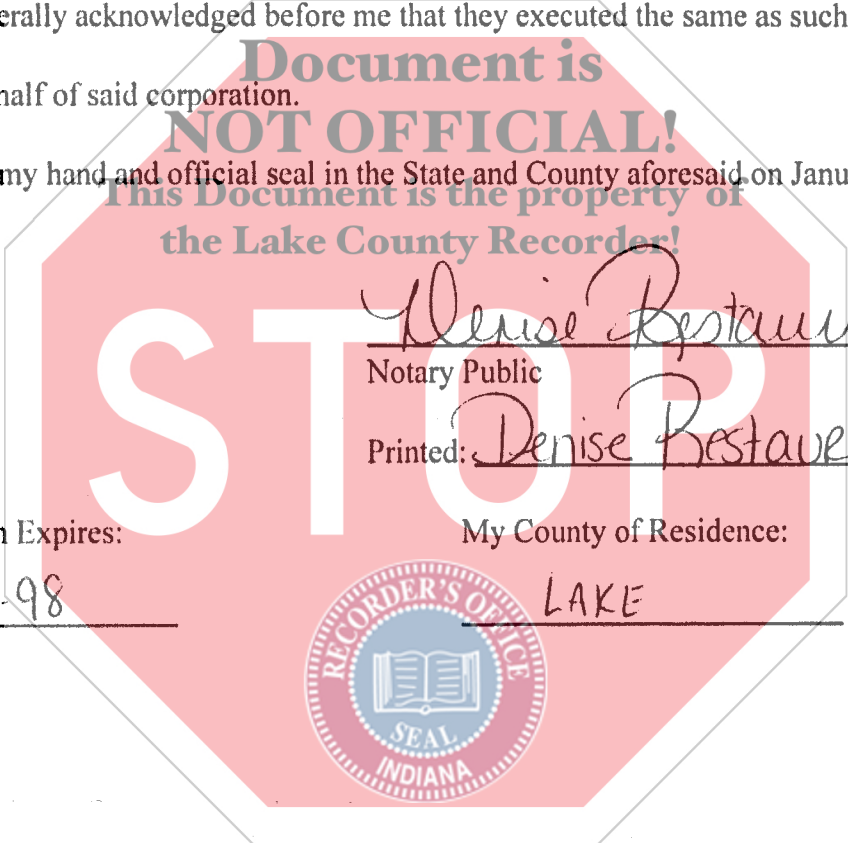 erally acknowledged before me that they executed the same as such
Document is
half of said corporation.
NOT OFFICIAL!
my hand and official seal in the State and County aforesaid on Janu
This Document is the property of
the Lake County Recorder!
STOP
Denise Restaur
Notary Public
Printed: Denise Restaure
n Expires:
My County of Residence:
-98
LAKE
RECORDER'S OFFICE
SEAL
INDIANA